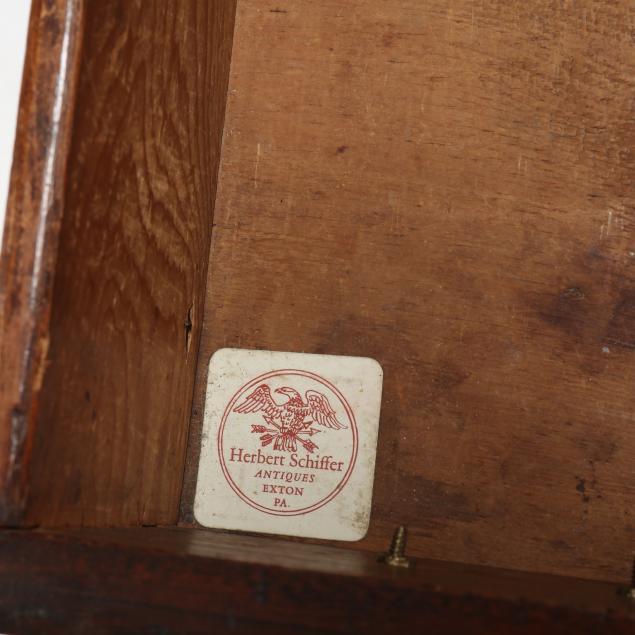 Herbert Schiffer
ANTIQUES
EXTON
PA.